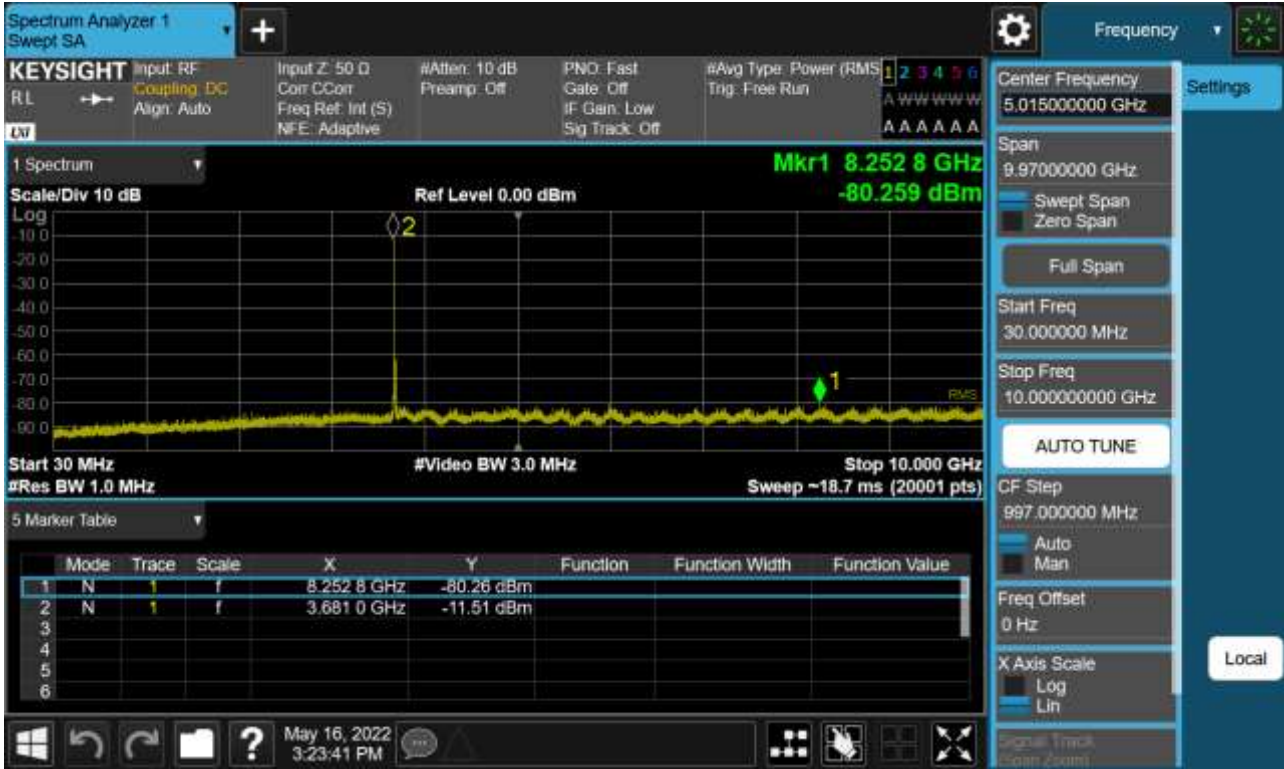 Spectrum Analyzer 1
Swept SA
Frequency
KEYSIGHT
RL
LXI
Input: RF
Coupling: DC
Align: Auto
Input Z: 50 Ω
Corr CCorr
Freq Ref: Int (S)
NFE: Adaptive
#Atten: 10 dB
Preamp: Off
PNO: Fast
Gate: Off
IF Gain: Low
Sig Track: Off
#Avg Type: Power (RMS
Trig: Free Run
1 2 3 4 5 6
A W W W W W
A A A A A A
1 Spectrum
Scale/Div 10 dB
Ref Level 0.00 dBm
Mkr1 8.252 8 GHz
-80.259 dBm
Log
-10.0
-20.0
-30.0
-40.0
-50.0
-60.0
-70.0
-80.0
-90.0
2
1
RMS
Start 30 MHz
#Video BW 3.0 MHz
Stop 10.000 GHz
#Res BW 1.0 MHz
Sweep ~18.7 ms (20001 pts)
5 Marker Table
Mode Trace Scale X Y Function Function Width Function Value
1 N 1 f 8.252 8 GHz -80.26 dBm
2 N 1 f 3.681 0 GHz -11.51 dBm
3
4
5
6
May 16, 2022
3:23:41 PM
Center Frequency
5.015000000 GHz
Span
9.97000000 GHz
Swept Span
Zero Span
Full Span
Start Freq
30.000000 MHz
Stop Freq
10.000000000 GHz
AUTO TUNE
CF Step
997.000000 MHz
Auto
Man
Freq Offset
0 Hz
X Axis Scale
Log
Lin
Signal Track
(Span Zoom)
Settings
Local